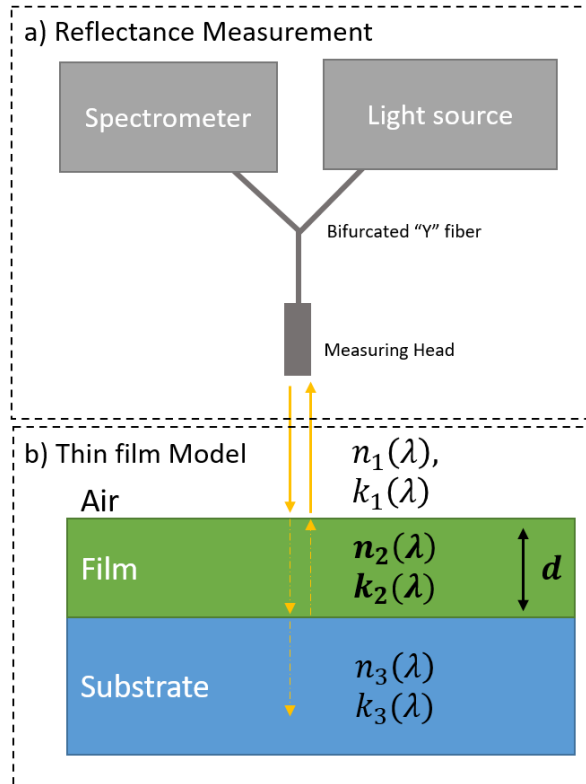 a) Reflectance Measurement
Spectrometer
Light source
Bifurcated “Y” fiber
Measuring Head
b) Thin film Model
n₁(λ),
k₁(λ)
Air
Film
n₂(λ)
k₂(λ)
d
Substrate
n₃(λ)
k₃(λ)